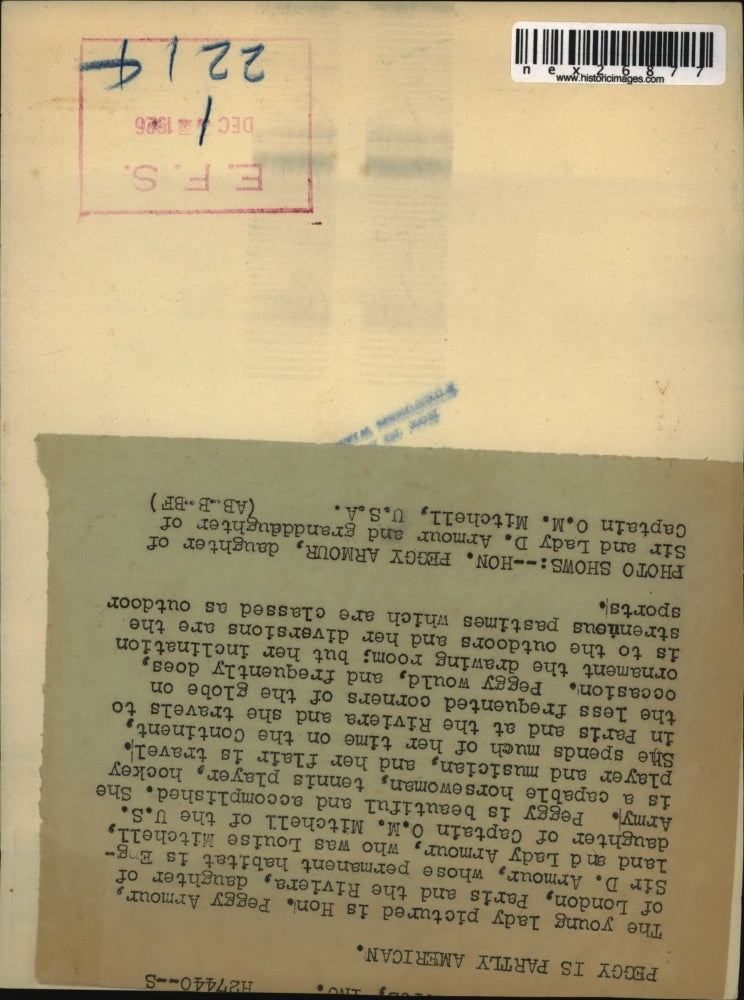 nex26877
www.historicimages.com
H27440--S
INC.
PEGGY IS PARTLY AMERICAN.
The young lady pictured is Hon. Peggy Armour,
of London, Paris and the Riviera, daughter of
Sir D. Armour, whose permanent habitat is Eng-
land and Lady Armour, who was Louise Mitchell,
daughter of Captain O.M. Mitchell of the U.S.
Army. Peggy is beautiful and accomplished. She
is a capable horsewoman, tennis player, hockey
player and musician, and her flair is travel.
She spends much of her time on the Continent,
in Paris and at the Riviera and she travels to
the less frequented corners of the globe on
occasion. Peggy would, and frequently does,
ornament the drawing room; but her inclination
is to the outdoors and her diversions are the
strenuous pastimes which are classed as outdoor
sports.
PHOTO SHOWS:--HON. PEGGY ARMOUR, daughter of
Sir and Lady D. Armour and granddaughter of
Captain O.M. Mitchell, U.S.A. (AB-B-BF)
E.F.S.
DEC 1926
2214